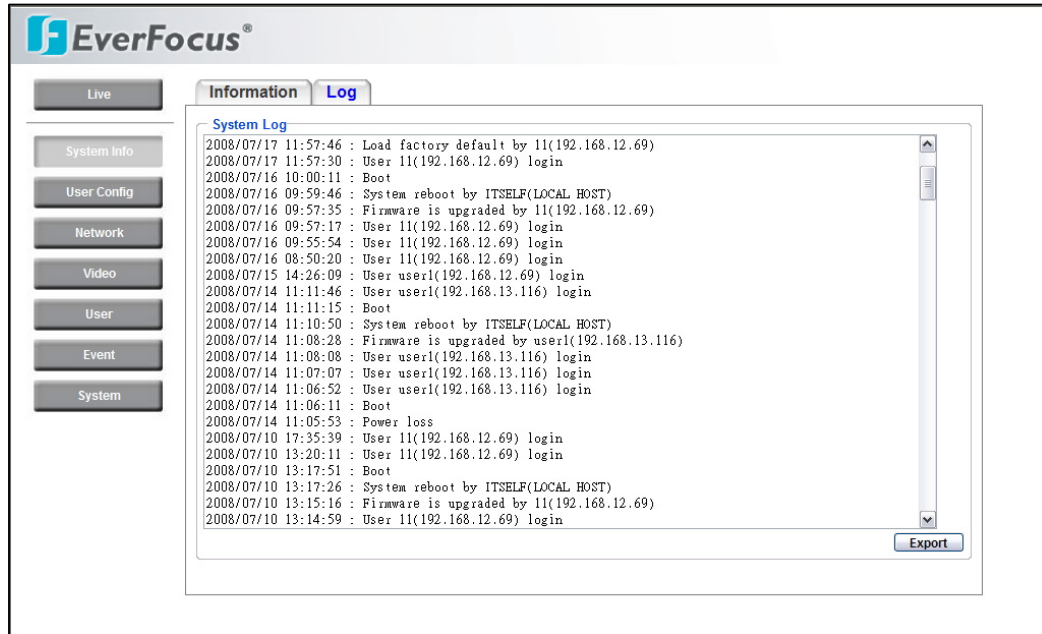 EverFocus®
Live
System Info
User Config
Network
Video
User
Event
System
Information
Log
System Log
2008/07/17 11:57:46 : Load factory default by 11(192.168.12.69)
2008/07/17 11:57:30 : User 11(192.168.12.69) login
2008/07/16 10:00:11 : Boot
2008/07/16 09:59:46 : System reboot by ITSELF(LOCAL HOST)
2008/07/16 09:57:35 : Firmware is upgraded by 11(192.168.12.69)
2008/07/16 09:57:17 : User 11(192.168.12.69) login
2008/07/16 09:55:54 : User 11(192.168.12.69) login
2008/07/16 08:50:20 : User 11(192.168.12.69) login
2008/07/15 14:26:09 : User user1(192.168.12.69) login
2008/07/14 11:11:46 : User user1(192.168.13.116) login
2008/07/14 11:11:15 : Boot
2008/07/14 11:10:50 : System reboot by ITSELF(LOCAL HOST)
2008/07/14 11:08:28 : Firmware is upgraded by user1(192.168.13.116)
2008/07/14 11:08:08 : User user1(192.168.13.116) login
2008/07/14 11:07:07 : User user1(192.168.13.116) login
2008/07/14 11:06:52 : User user1(192.168.13.116) login
2008/07/14 11:06:11 : Boot
2008/07/14 11:05:53 : Power loss
2008/07/10 17:35:39 : User 11(192.168.12.69) login
2008/07/10 13:20:11 : User 11(192.168.12.69) login
2008/07/10 13:17:51 : Boot
2008/07/10 13:17:26 : System reboot by ITSELF(LOCAL HOST)
2008/07/10 13:15:16 : Firmware is upgraded by 11(192.168.12.69)
2008/07/10 13:14:59 : User 11(192.168.12.69) login
Export